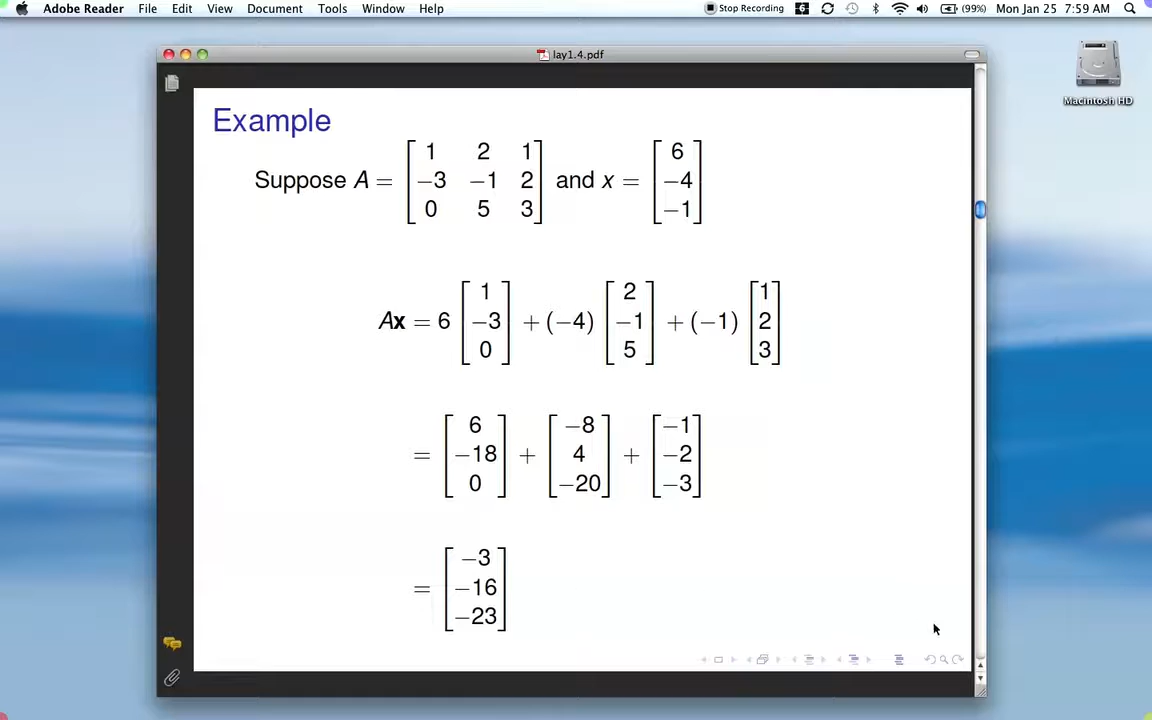 Adobe Reader File Edit View Document Tools Window Help Stop Recording 6 (99%) Mon Jan 25 7:59 AM
lay1.4.pdf
Macintosh HD
Example
Suppose A = [1 2 1; −3 −1 2; 0 5 3] and x = [6; −4; −1]
Ax = 6 [1; −3; 0] + (−4) [2; −1; 5] + (−1) [1; 2; 3]
= [6; −18; 0] + [−8; 4; −20] + [−1; −2; −3]
= [−3; −16; −23]